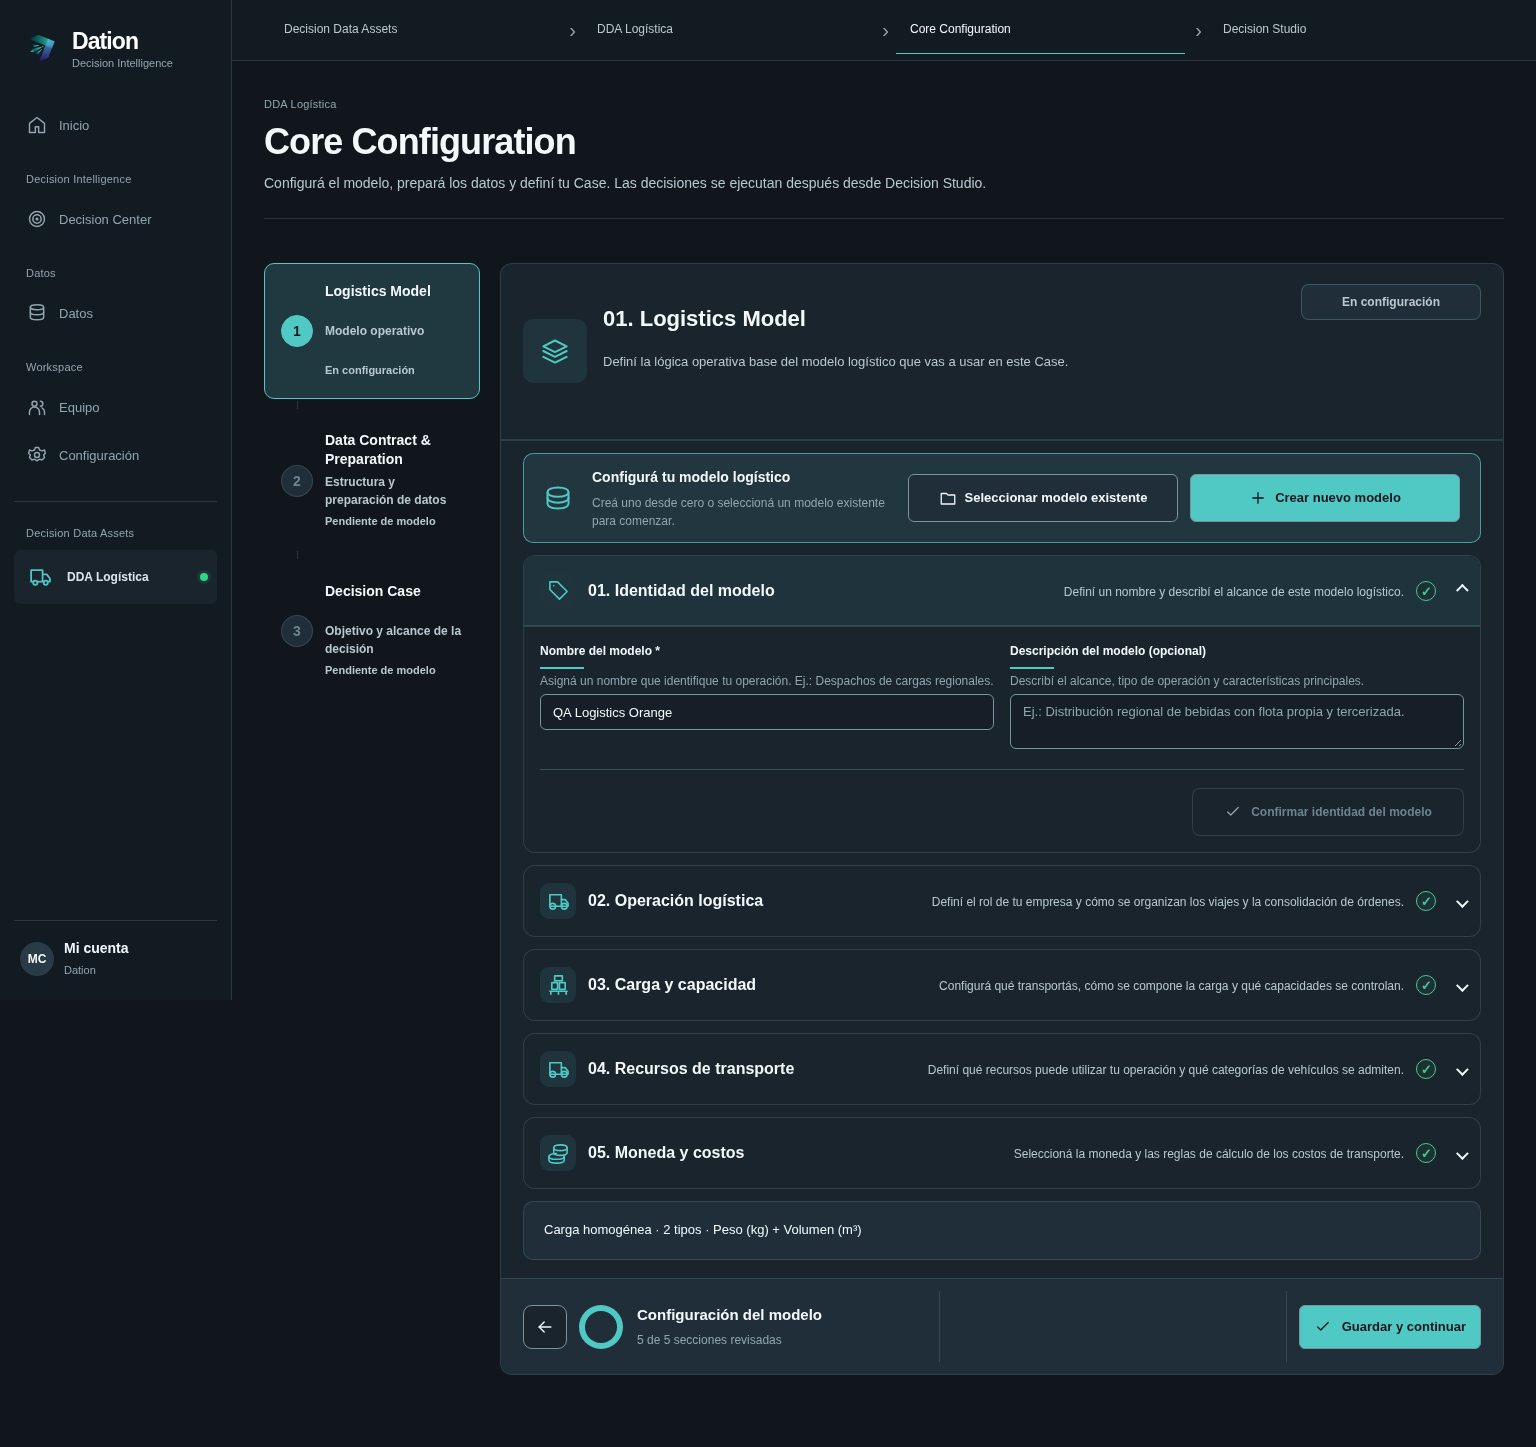 Dation
Decision Intelligence
Inicio
Decision Intelligence
Decision Center
Datos
Datos
Workspace
Equipo
Configuración
Decision Data Assets
DDA Logística
MC
Mi cuenta
Dation
Decision Data Assets
DDA Logística
Core Configuration
Decision Studio
DDA Logística
Core Configuration
Configurá el modelo, prepará los datos y definí tu Case. Las decisiones se ejecutan después desde Decision Studio.
Logistics Model
1
Modelo operativo
En configuración
Data Contract &
Preparation
2
Estructura y
preparación de datos
Pendiente de modelo
Decision Case
3
Objetivo y alcance de la
decisión
Pendiente de modelo
01. Logistics Model
Definí la lógica operativa base del modelo logístico que vas a usar en este Case.
En configuración
Configurá tu modelo logístico
Creá uno desde cero o seleccioná un modelo existente
para comenzar.
Seleccionar modelo existente
Crear nuevo modelo
01. Identidad del modelo
Definí un nombre y describí el alcance de este modelo logístico.
Nombre del modelo *
Asigná un nombre que identifique tu operación. Ej.: Despachos de cargas regionales.
QA Logistics Orange
Descripción del modelo (opcional)
Describí el alcance, tipo de operación y características principales.
Ej.: Distribución regional de bebidas con flota propia y tercerizada.
Confirmar identidad del modelo
02. Operación logística
Definí el rol de tu empresa y cómo se organizan los viajes y la consolidación de órdenes.
03. Carga y capacidad
Configurá qué transportás, cómo se compone la carga y qué capacidades se controlan.
04. Recursos de transporte
Definí qué recursos puede utilizar tu operación y qué categorías de vehículos se admiten.
05. Moneda y costos
Seleccioná la moneda y las reglas de cálculo de los costos de transporte.
Carga homogénea · 2 tipos · Peso (kg) + Volumen (m³)
Configuración del modelo
5 de 5 secciones revisadas
Guardar y continuar